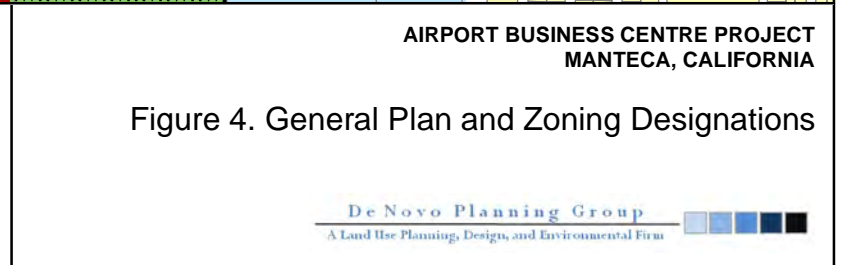 AIRPORT BUSINESS CENTRE PROJECT
MANTECA, CALIFORNIA
Figure 4. General Plan and Zoning Designations
De Novo Planning Group
A Land Use Planning, Design, and Environmental Firm